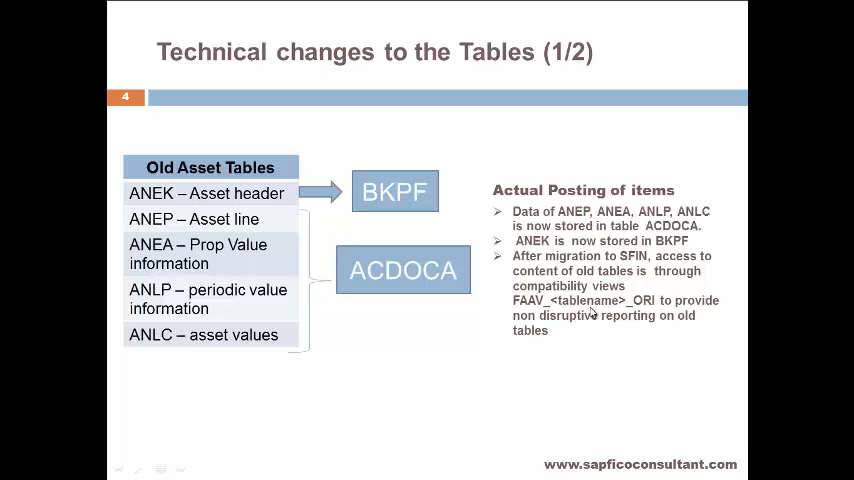 Technical changes to the Tables (1/2)
4
Old Asset Tables
ANEK – Asset header
ANEP – Asset line
ANEA – Prop Value
information
ANLP – periodic value
information
ANLC – asset values
BKPF
ACDOCA
Actual Posting of items
Data of ANEP, ANEA, ANLP, ANLC
is now stored in table ACDOCA.
ANEK is now stored in BKPF
After migration to SFIN, access to
content of old tables is through
compatibility views
FAAV_<tablename>_ORI to provide
non disruptive reporting on old
tables
www.sapficoconsultant.com